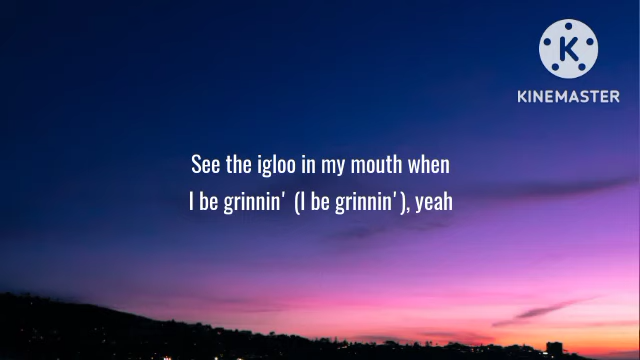 K
KINEMASTER
See the igloo in my mouth when
I be grinnin' (I be grinnin'), yeah